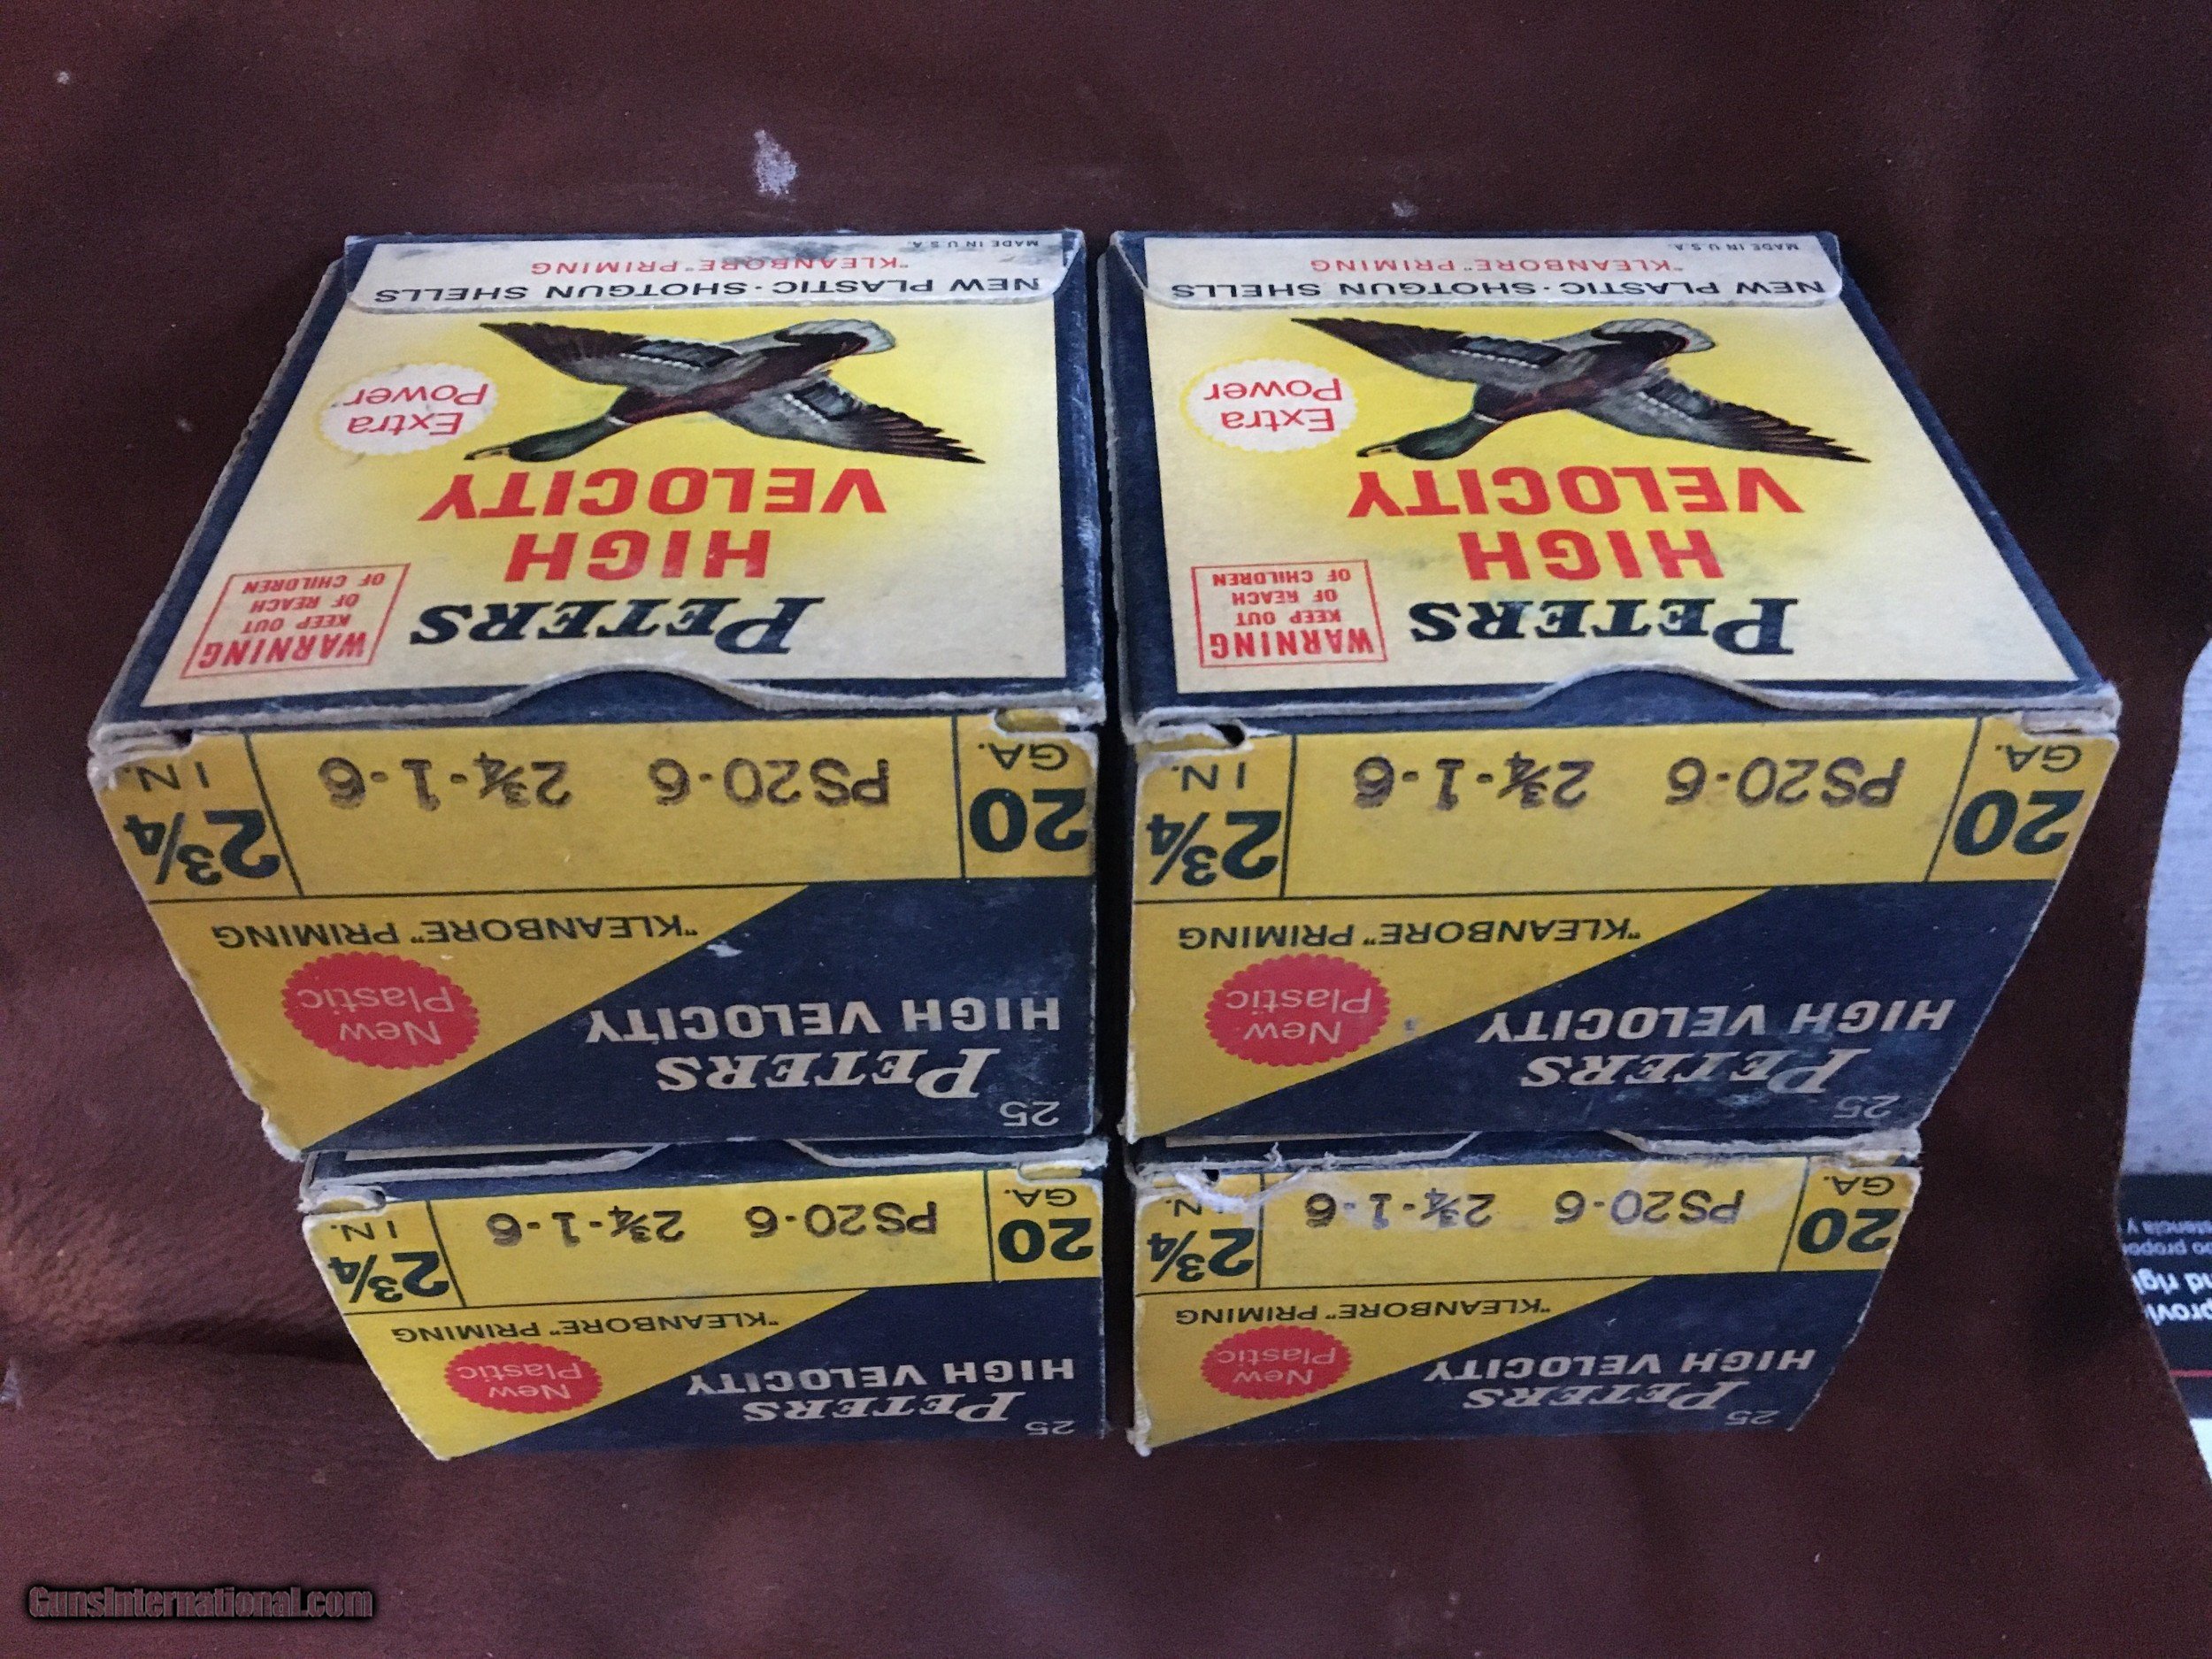 WARNING
KEEP OUT
OF REACH
OF CHILDREN
PETERS
HIGH
VELOCITY
Extra
Power
NEW PLASTIC · SHOTGUN SHELLS
"KLEANBORE" PRIMING
MADE IN U.S.A.
25
PETERS
HIGH VELOCITY
New
Plastic
"KLEANBORE" PRIMING
20
GA.
PS20-6 2¾-1-6
2¾
IN.
WARNING
KEEP OUT
OF REACH
OF CHILDREN
PETERS
HIGH
VELOCITY
Extra
Power
NEW PLASTIC · SHOTGUN SHELLS
"KLEANBORE" PRIMING
MADE IN U.S.A.
25
PETERS
HIGH VELOCITY
New
Plastic
"KLEANBORE" PRIMING
20
GA.
PS20-6 2¾-1-6
2¾
IN.
25
PETERS
HIGH VELOCITY
New
Plastic
"KLEANBORE" PRIMING
20
GA.
PS20-6 2¾-1-6
2¾
IN.
25
PETERS
HIGH VELOCITY
New
Plastic
"KLEANBORE" PRIMING
20
GA.
PS20-6 2¾-1-6
2¾
IN.
GunsInternational.com